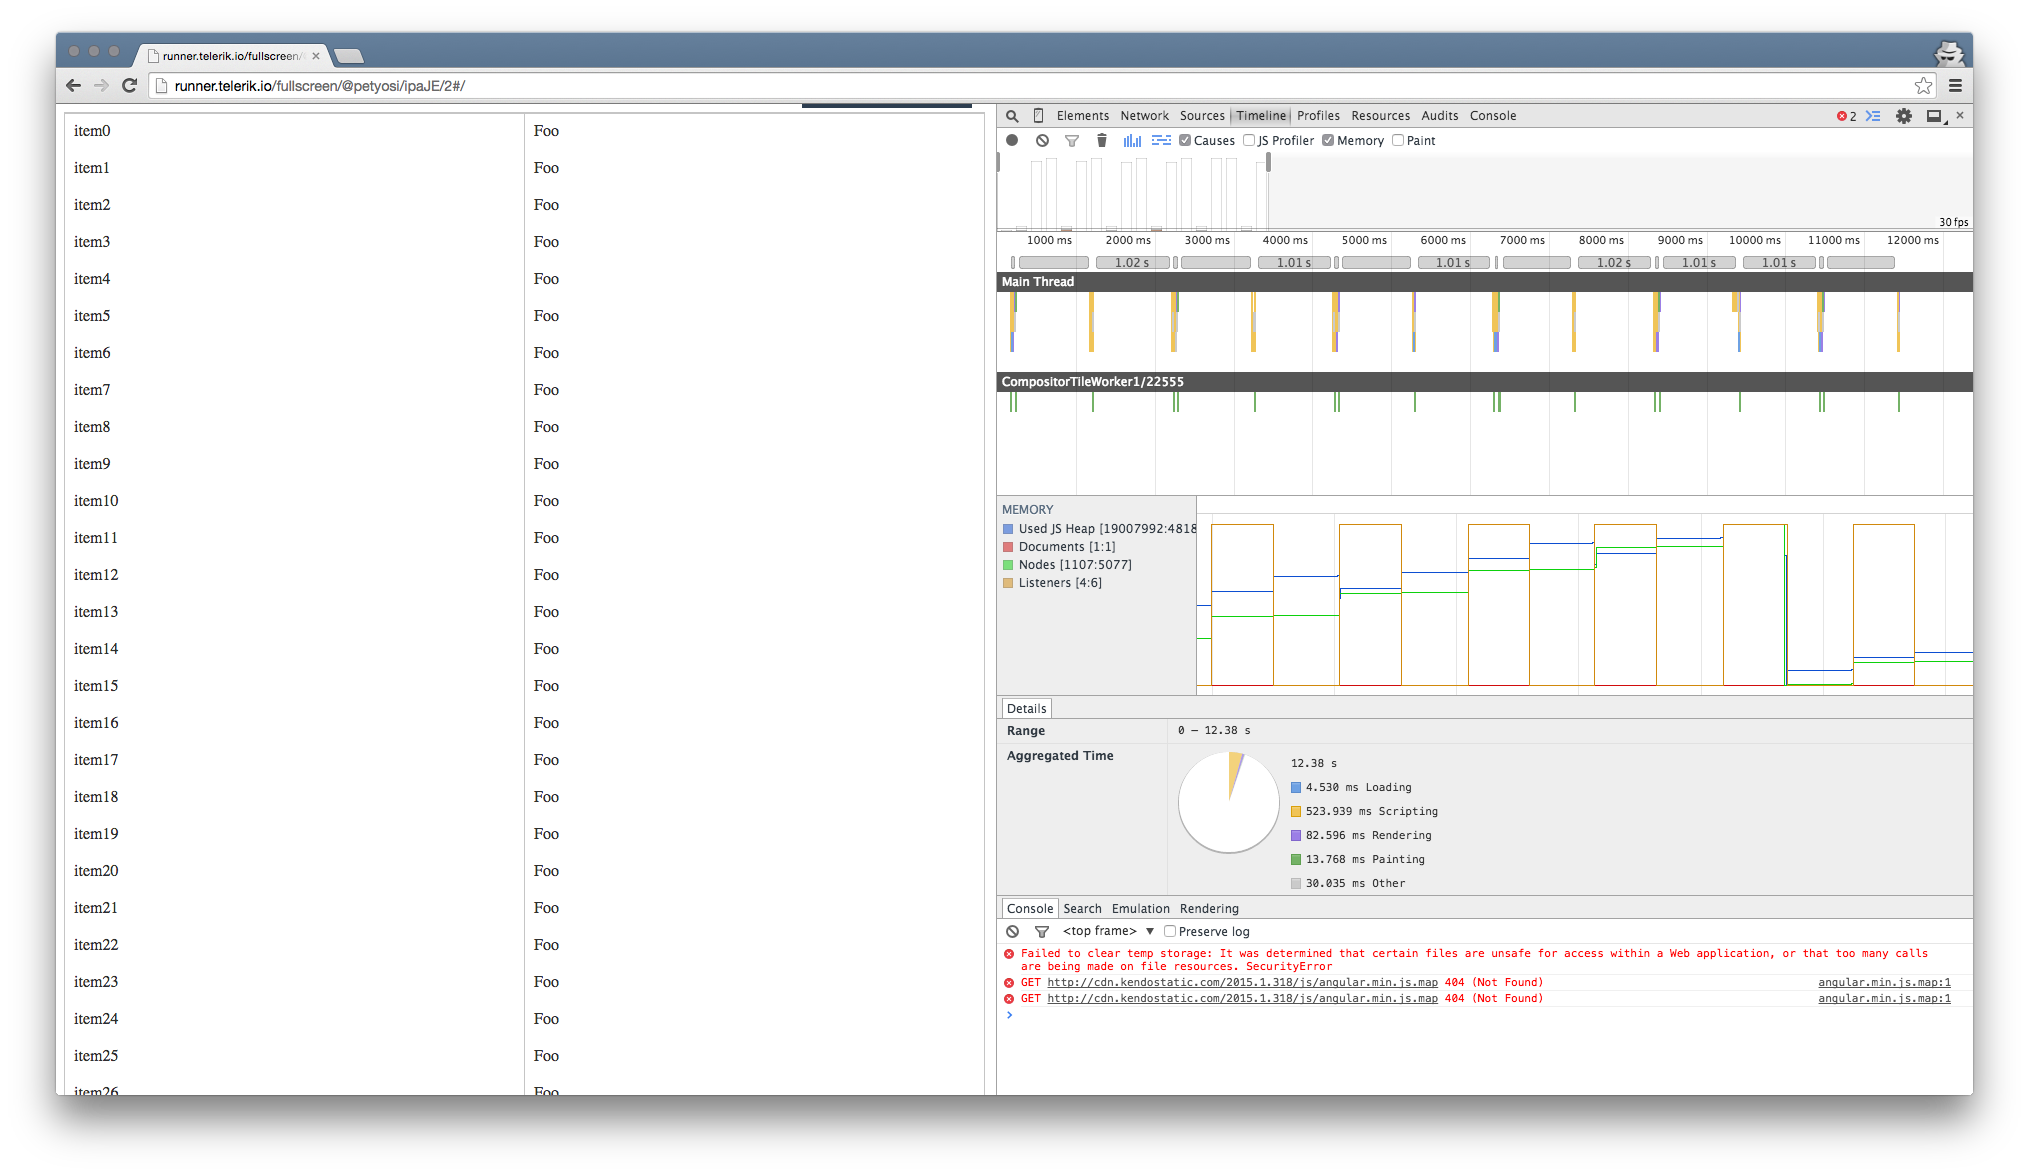 runner.telerik.io/fullscreen/
runner.telerik.io/fullscreen/@petyosi/ipaJE/2#/
item0 Foo
item1 Foo
item2 Foo
item3 Foo
item4 Foo
item5 Foo
item6 Foo
item7 Foo
item8 Foo
item9 Foo
item10 Foo
item11 Foo
item12 Foo
item13 Foo
item14 Foo
item15 Foo
item16 Foo
item17 Foo
item18 Foo
item19 Foo
item20 Foo
item21 Foo
item22 Foo
item23 Foo
item24 Foo
item25 Foo
item26 Foo
Elements Network Sources Timeline Profiles Resources Audits Console 2
Causes JS Profiler Memory Paint
30 fps
1000 ms 2000 ms 3000 ms 4000 ms 5000 ms 6000 ms 7000 ms 8000 ms 9000 ms 10000 ms 11000 ms 12000 ms
1.02 s 1.01 s 1.01 s 1.02 s 1.01 s 1.01 s
Main Thread
CompositorTileWorker1/22555
MEMORY
Used JS Heap [19007992:4818
Documents [1:1]
Nodes [1107:5077]
Listeners [4:6]
Details
Range 0 – 12.38 s
Aggregated Time
12.38 s
4.530 ms Loading
523.939 ms Scripting
82.596 ms Rendering
13.768 ms Painting
30.035 ms Other
Console Search Emulation Rendering
<top frame> ▼ Preserve log
Failed to clear temp storage: It was determined that certain files are unsafe for access within a Web application, or that too many calls
are being made on file resources. SecurityError
GET http://cdn.kendostatic.com/2015.1.318/js/angular.min.js.map 404 (Not Found) angular.min.js.map:1
GET http://cdn.kendostatic.com/2015.1.318/js/angular.min.js.map 404 (Not Found) angular.min.js.map:1